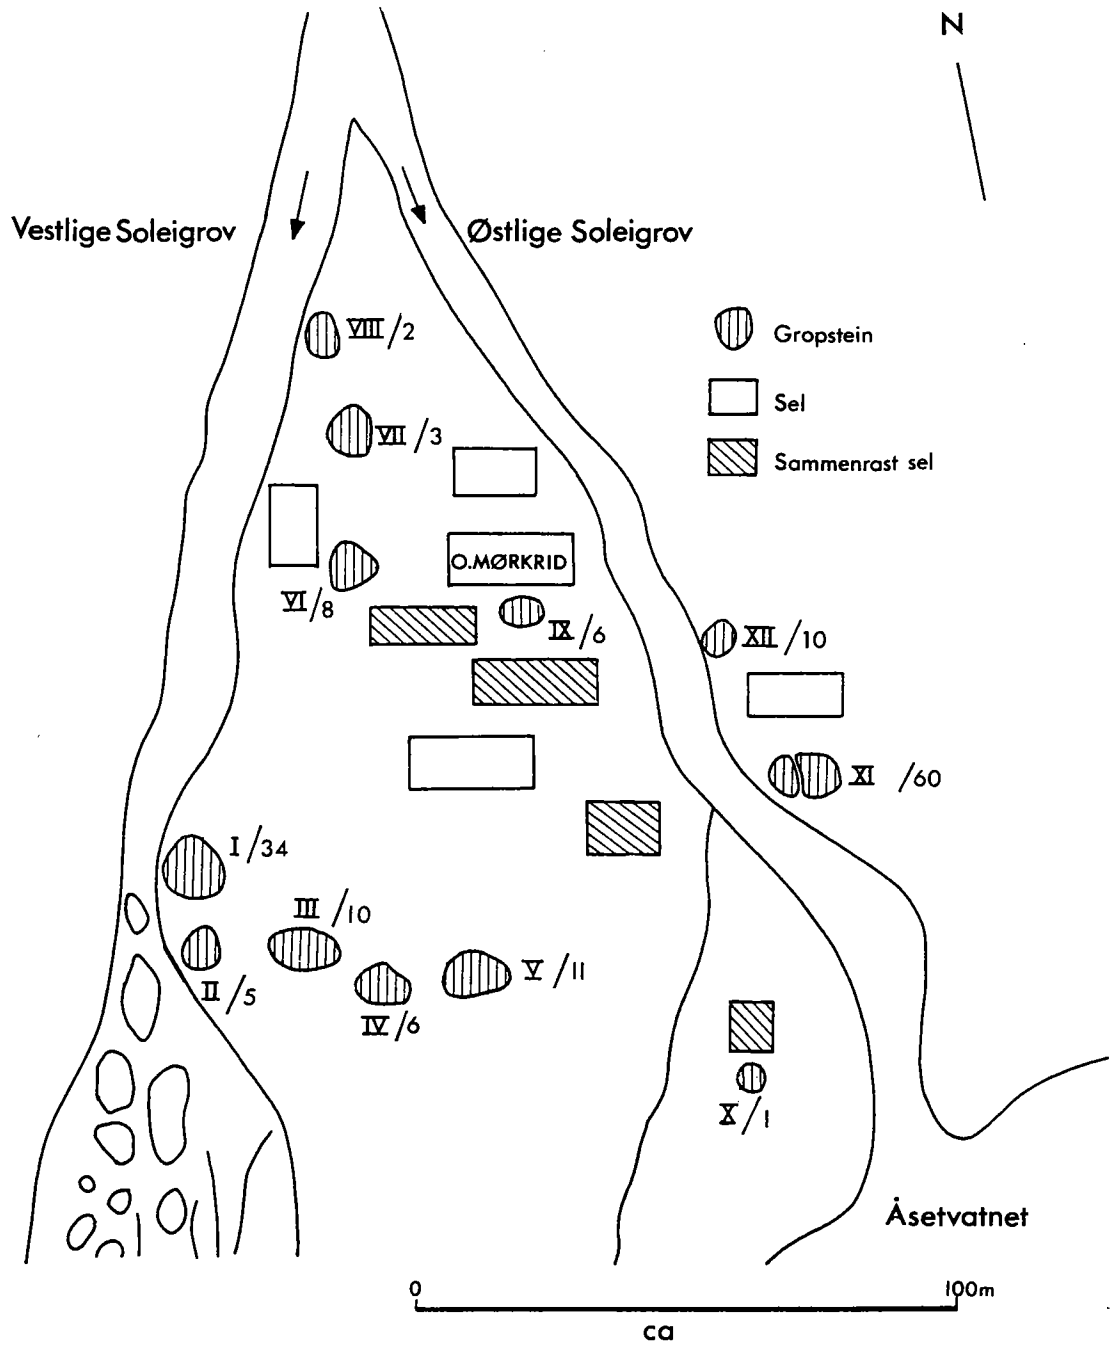 N
Vestlige Soleigrov
Østlige Soleigrov
VIII/2
Gropstein
VII/3
Sel
Sammenrast sel
O.MØRKRID
VI/8
IX/6
XII/10
XI /60
I/34
III/10
II/5
IV/6
V/11
X/1
Åsetvatnet
0 100m
ca